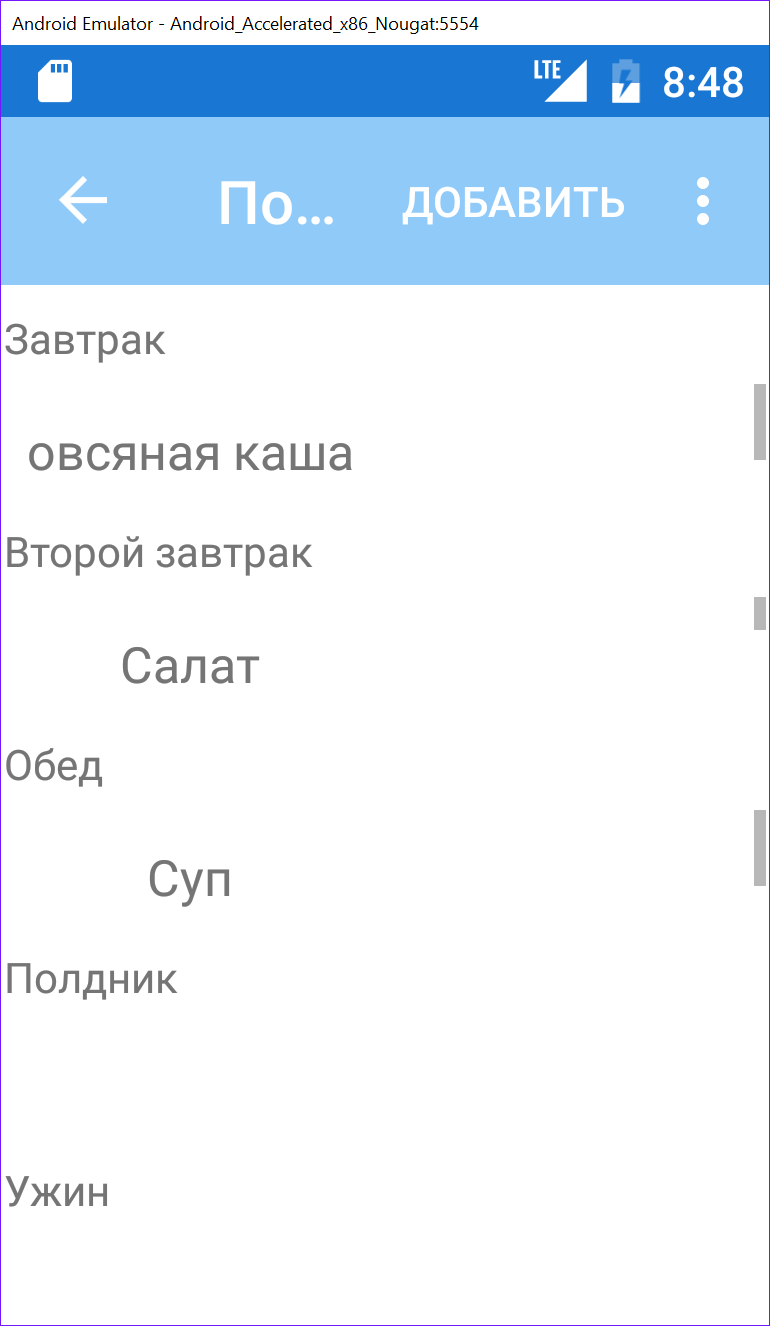 Android Emulator - Android_Accelerated_x86_Nougat:5554
LTE 8:48
По... ДОБАВИТЬ
Завтрак
овсяная каша
Второй завтрак
Салат
Обед
Суп
Полдник
Ужин